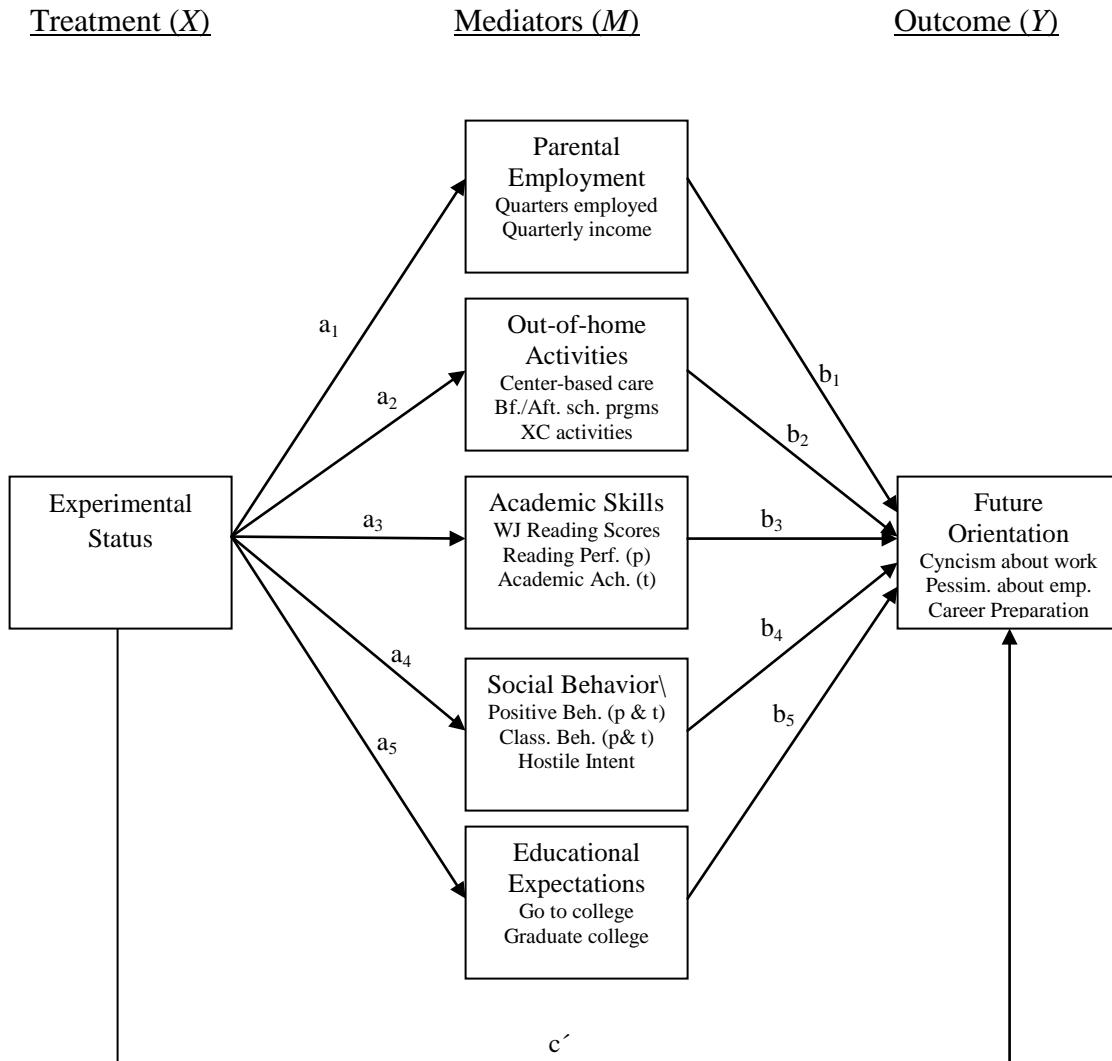 Treatment (X)
Mediators (M)
Outcome (Y)
Parental
Employment
Quarters employed
Quarterly income
a1
b1
Out-of-home
Activities
Center-based care
Bf./Aft. sch. prgms
XC activities
a2
b2
Experimental
Status
a3
Academic Skills
WJ Reading Scores
Reading Perf. (p)
Academic Ach. (t)
b3
Future
Orientation
Cyncism about work
Pessim. about emp.
Career Preparation
a4
b4
Social Behavior\
Positive Beh. (p & t)
Class. Beh. (p& t)
Hostile Intent
a5
b5
Educational
Expectations
Go to college
Graduate college
c´